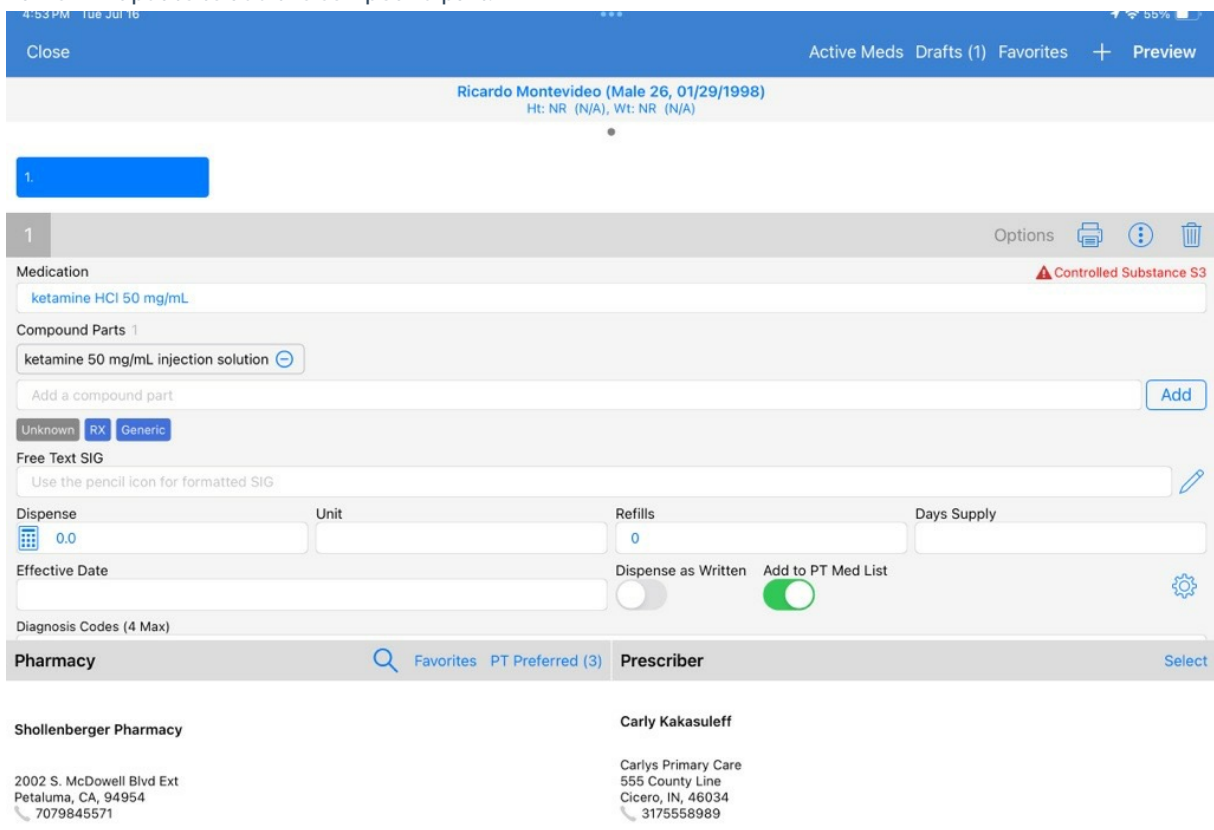 4:53 PM Tue Jul 16
55%
Close
Active Meds Drafts (1) Favorites + Preview
Ricardo Montevideo (Male 26, 01/29/1998)
Ht: NR (N/A), Wt: NR (N/A)
1.
1
Options
Medication
Controlled Substance S3
ketamine HCl 50 mg/mL
Compound Parts 1
ketamine 50 mg/mL injection solution
Add a compound part
Add
Unknown RX Generic
Free Text SIG
Use the pencil icon for formatted SIG
Dispense Unit Refills Days Supply
0.0 0
Effective Date Dispense as Written Add to PT Med List
Diagnosis Codes (4 Max)
Pharmacy Favorites PT Preferred (3) Prescriber Select
Shollenberger Pharmacy
2002 S. McDowell Blvd Ext
Petaluma, CA, 94954
7079845571
Carly Kakasuleff
Carlys Primary Care
555 County Line
Cicero, IN, 46034
3175558989